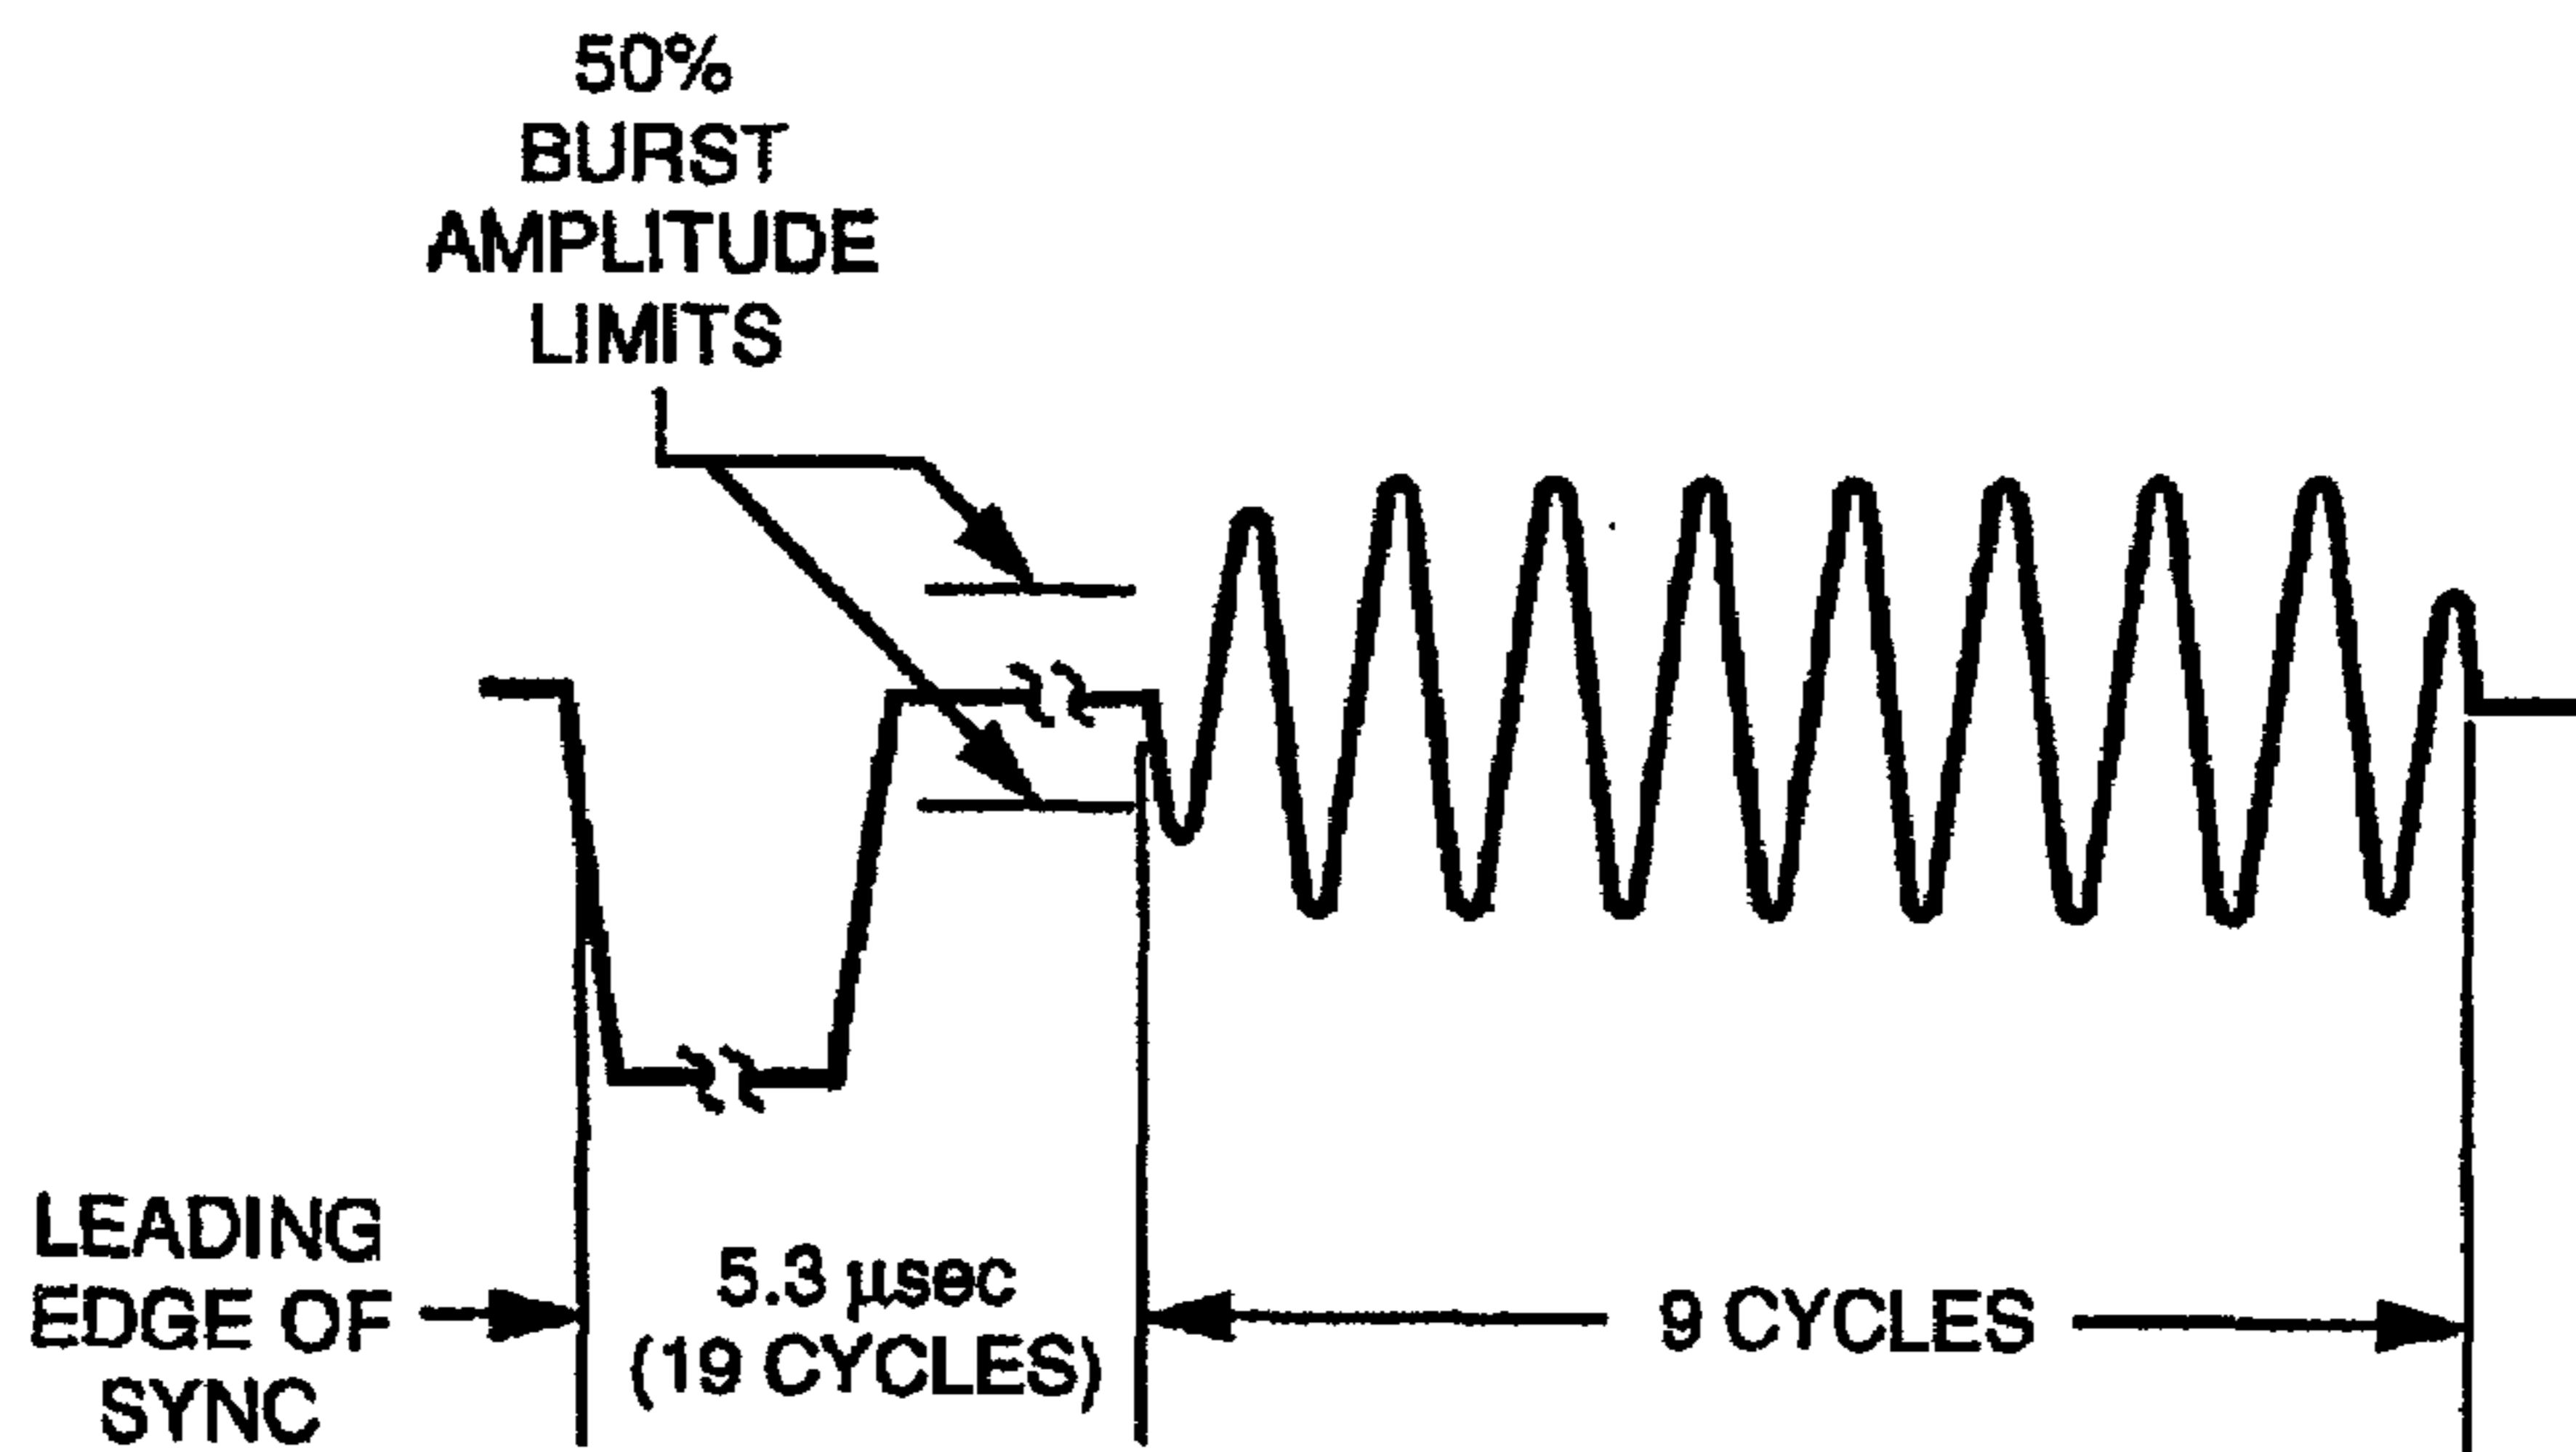 50%
BURST
AMPLITUDE
LIMITS
LEADING
EDGE OF
SYNC
5.3 µsec
(19 CYCLES)
9 CYCLES